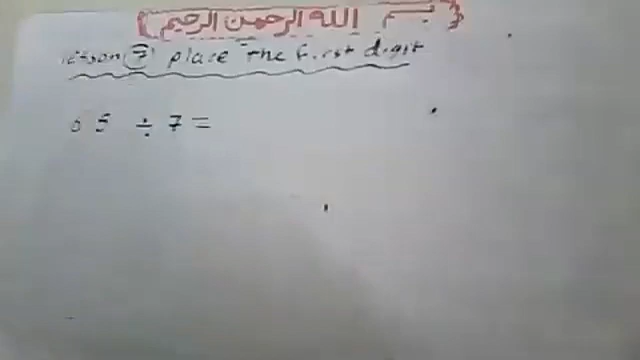 بسم الله الرحمن الرحيم
lesson (7) place the first digit
65 ÷ 7 =